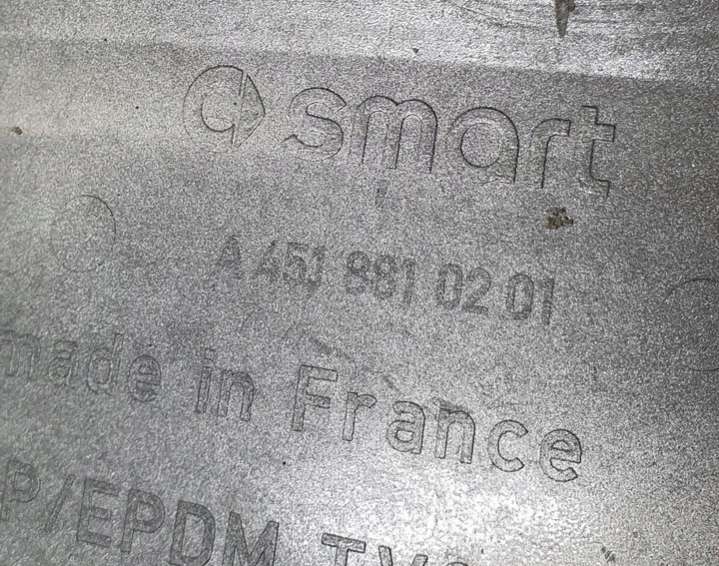 smart
A 451 881 02 01
made in France
P/EPDM